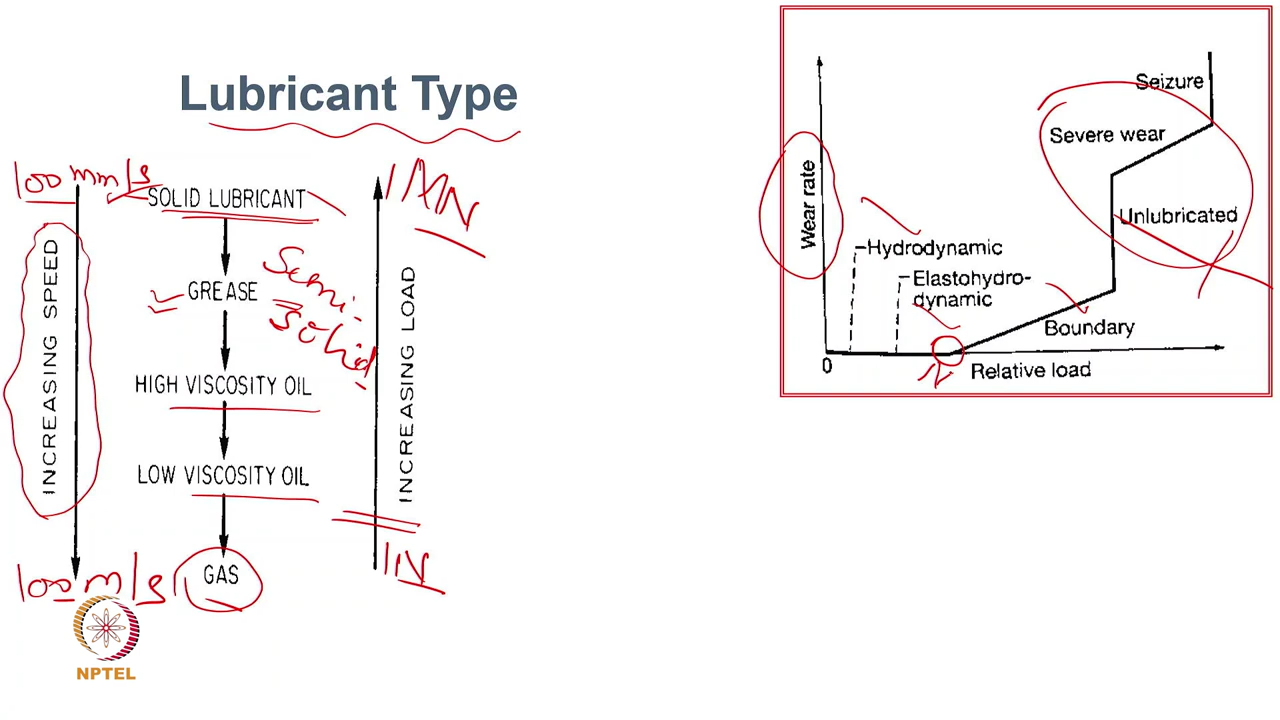 Lubricant Type
100 mm/s
SOLID LUBRICANT
1 MN
INCREASING SPEED
GREASE
Semi-
solid
HIGH VISCOSITY OIL
INCREASING LOAD
LOW VISCOSITY OIL
100 m/s
GAS
1N
NPTEL
Seizure
Severe wear
Wear rate
Unlubricated
Hydrodynamic
Elastohydro-
dynamic
Boundary
0
Relative load